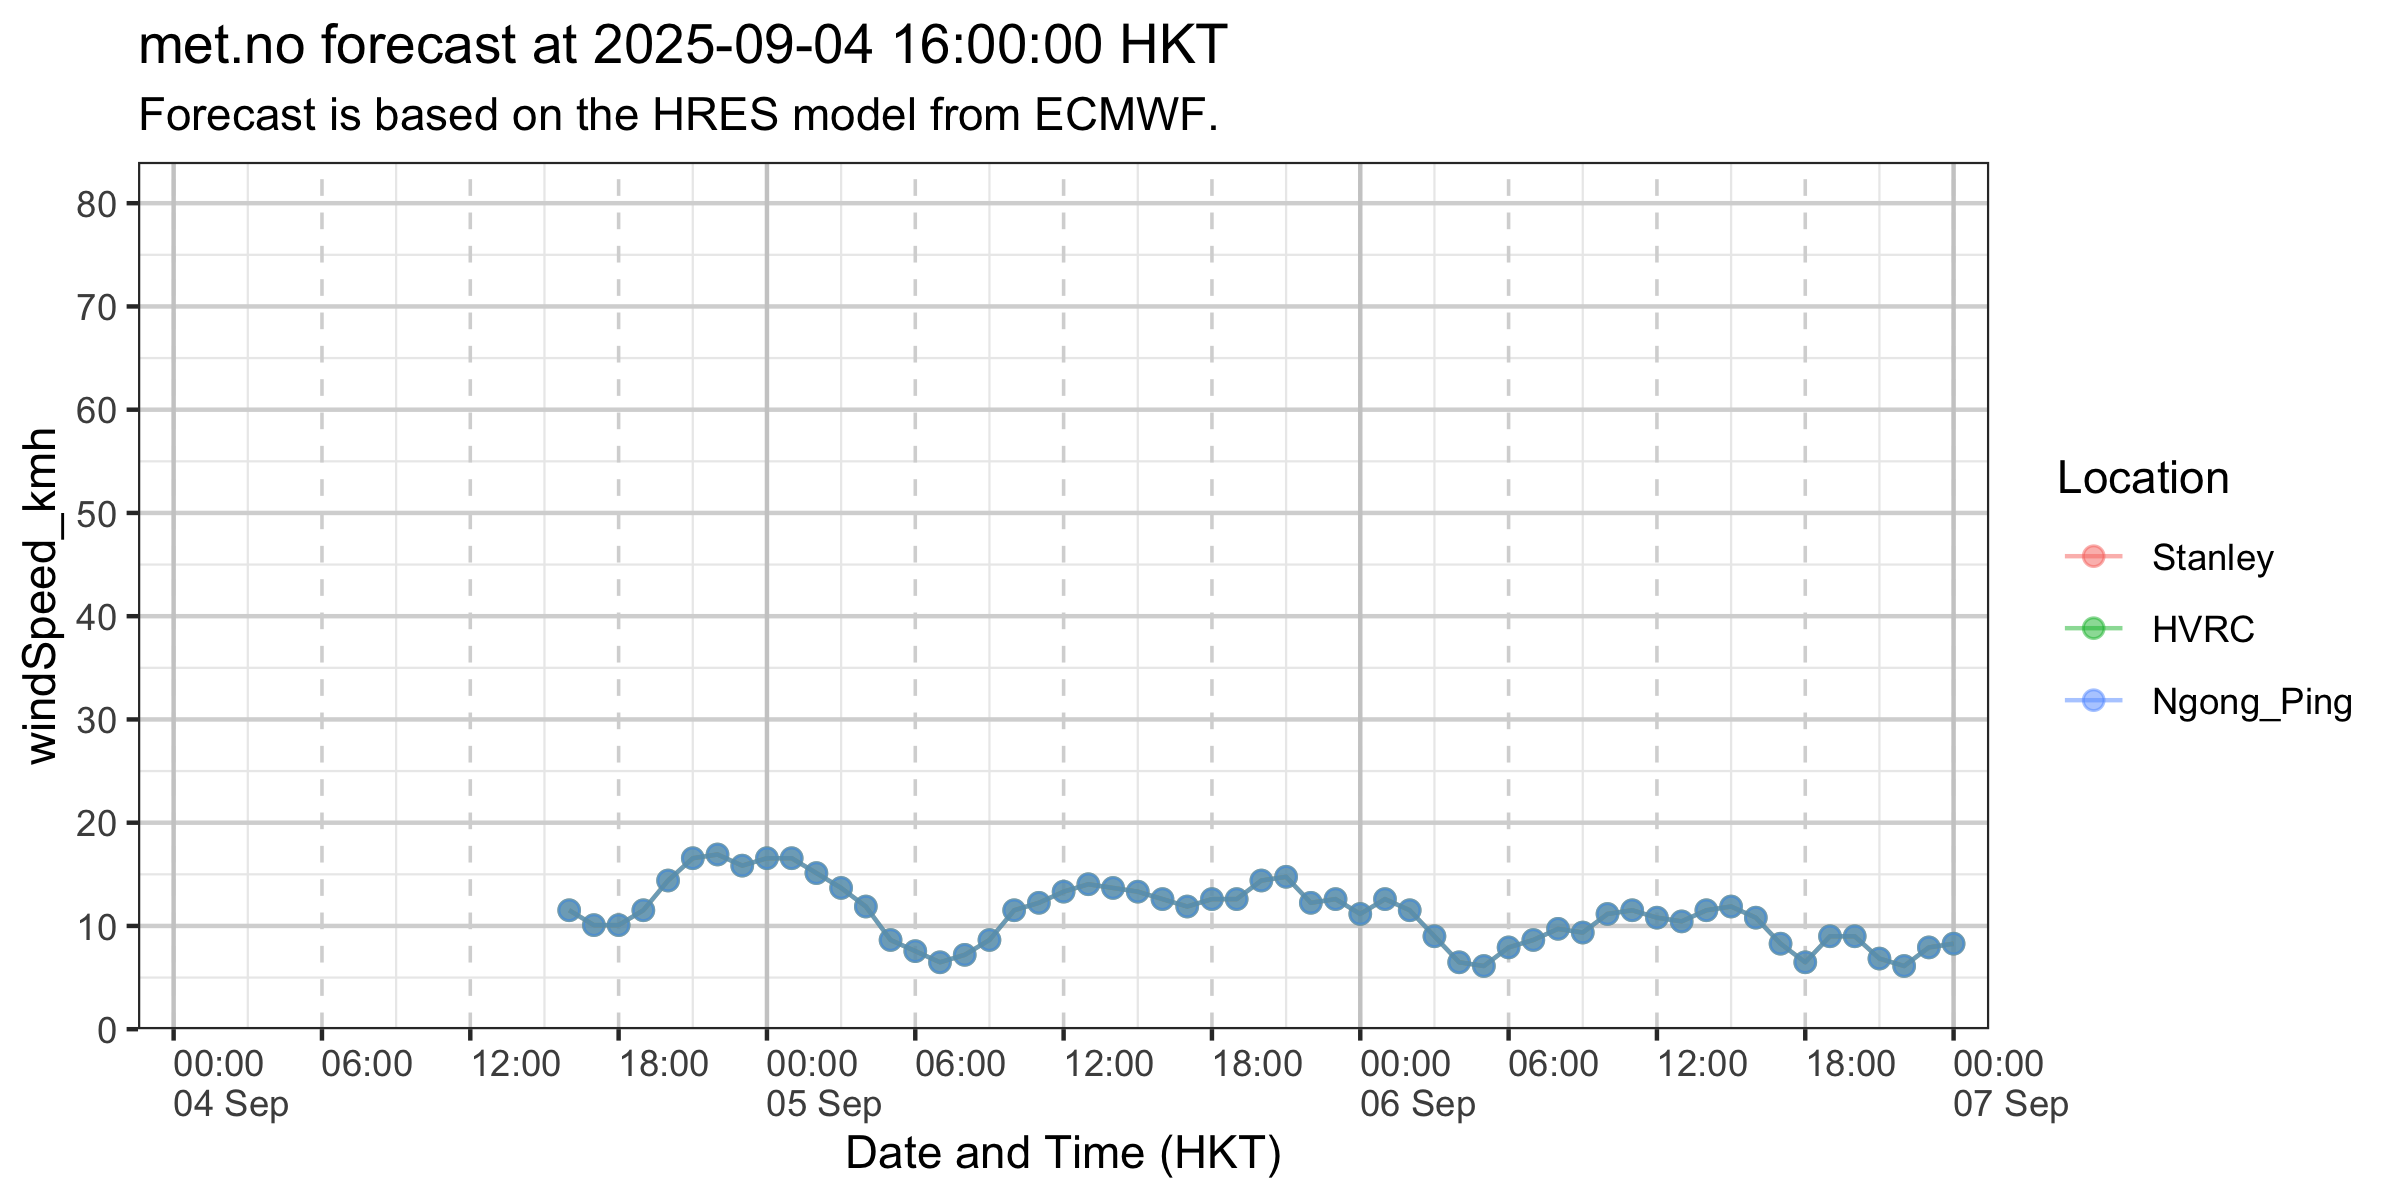 met.no forecast at 2025-09-04 16:00:00 HKT
Forecast is based on the HRES model from ECMWF.
windSpeed_kmh
80
70
60
50
40
30
20
10
0
00:00 06:00 12:00 18:00 00:00 06:00 12:00 18:00 00:00 06:00 12:00 18:00 00:00
04 Sep 05 Sep 06 Sep 07 Sep
Date and Time (HKT)
Location
Stanley
HVRC
Ngong_Ping